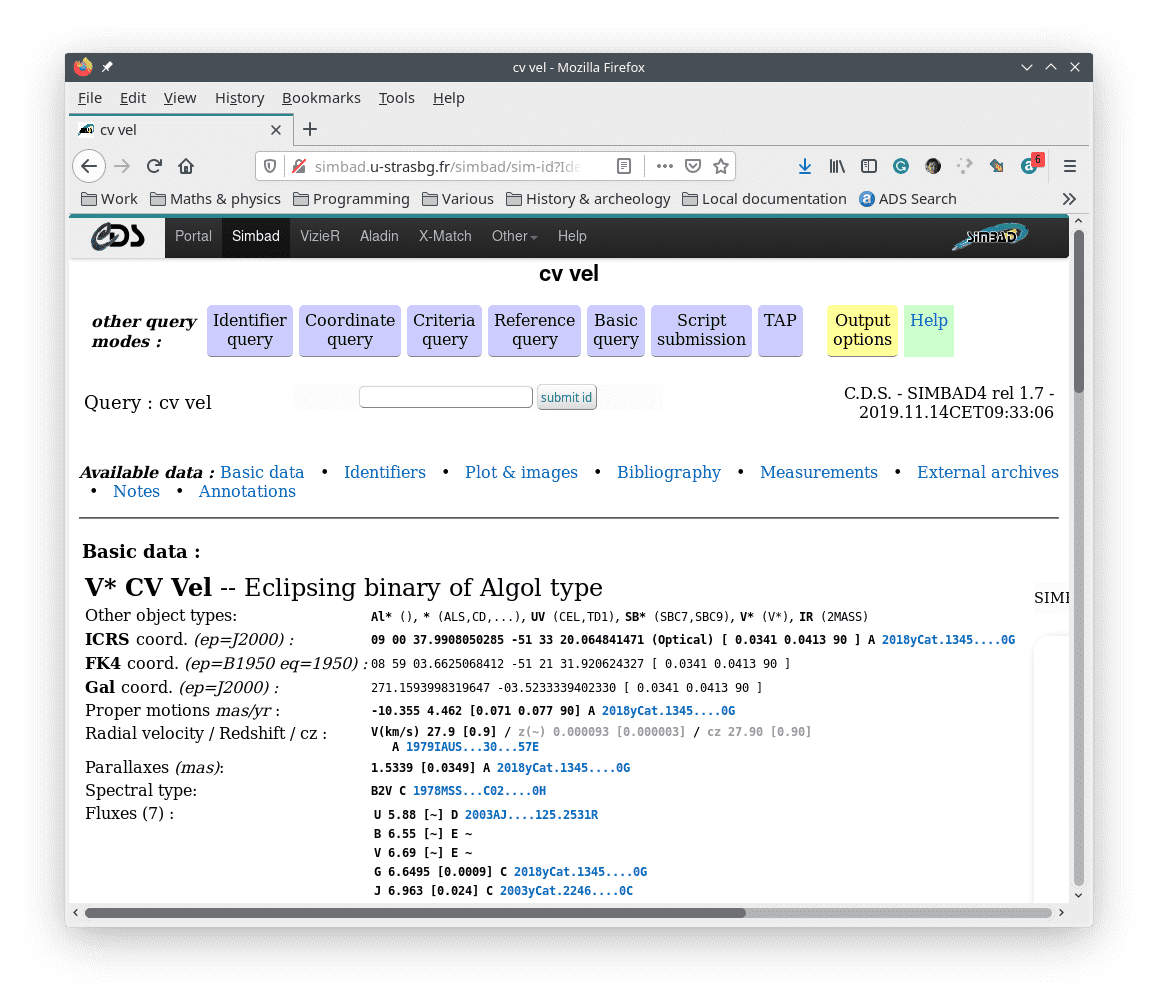 cv vel - Mozilla Firefox
File Edit View History Bookmarks Tools Help
cv vel
simbad.u-strasbg.fr/simbad/sim-id?Ide
6
Work Maths & physics Programming Various History & archeology Local documentation ADS Search
CDS Portal Simbad VizieR Aladin X-Match Other Help SIMBAD
cv vel
other query modes :
Identifier query
Coordinate query
Criteria query
Reference query
Basic query
Script submission
TAP
Output options
Help
Query : cv vel
submit id
C.D.S. - SIMBAD4 rel 1.7 -
2019.11.14CET09:33:06
Available data : Basic data • Identifiers • Plot & images • Bibliography • Measurements • External archives
• Notes • Annotations
Basic data :
V* CV Vel -- Eclipsing binary of Algol type
SIMB
Other object types: Al* (), * (ALS,CD,...), UV (CEL,TD1), SB* (SBC7,SBC9), V* (V*), IR (2MASS)
ICRS coord. (ep=J2000) : 09 00 37.9908050285 -51 33 20.064841471 (Optical) [ 0.0341 0.0413 90 ] A 2018yCat.1345....0G
FK4 coord. (ep=B1950 eq=1950) : 08 59 03.6625068412 -51 21 31.920624327 [ 0.0341 0.0413 90 ]
Gal coord. (ep=J2000) : 271.1593998319647 -03.5233339402330 [ 0.0341 0.0413 90 ]
Proper motions mas/yr : -10.355 4.462 [0.071 0.077 90] A 2018yCat.1345....0G
Radial velocity / Redshift / cz : V(km/s) 27.9 [0.9] / z(~) 0.000093 [0.000003] / cz 27.90 [0.90]
A 1979IAUS...30...57E
Parallaxes (mas): 1.5339 [0.0349] A 2018yCat.1345....0G
Spectral type: B2V C 1978MSS...C02....0H
Fluxes (7) : U 5.88 [~] D 2003AJ....125.2531R
B 6.55 [~] E ~
V 6.69 [~] E ~
G 6.6495 [0.0009] C 2018yCat.1345....0G
J 6.963 [0.024] C 2003yCat.2246....0C